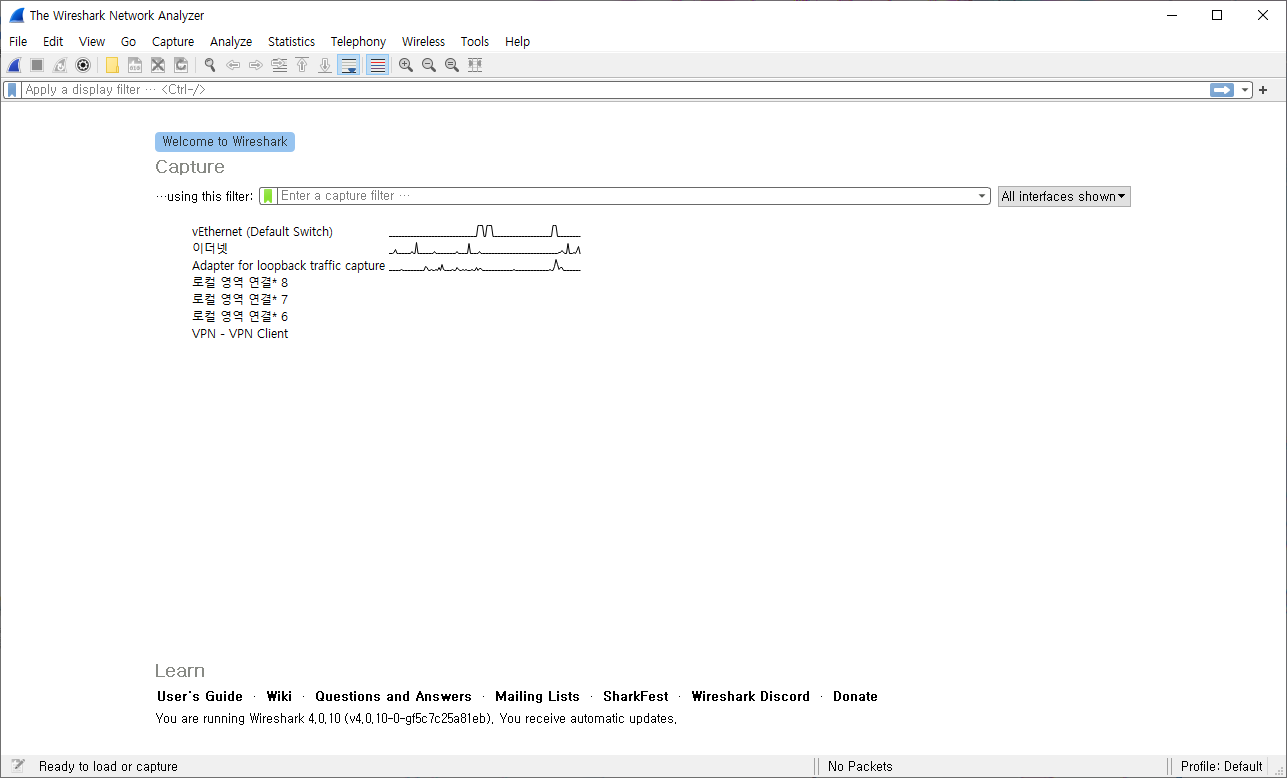 The Wireshark Network Analyzer
File Edit View Go Capture Analyze Statistics Telephony Wireless Tools Help
Apply a display filter … <Ctrl-/>
Welcome to Wireshark
Capture
…using this filter: Enter a capture filter … All interfaces shown
vEthernet (Default Switch)
이더넷
Adapter for loopback traffic capture
로컬 영역 연결* 8
로컬 영역 연결* 7
로컬 영역 연결* 6
VPN - VPN Client
Learn
User's Guide · Wiki · Questions and Answers · Mailing Lists · SharkFest · Wireshark Discord · Donate
You are running Wireshark 4.0.10 (v4.0.10-0-gf5c7c25a81eb). You receive automatic updates.
Ready to load or capture No Packets Profile: Default